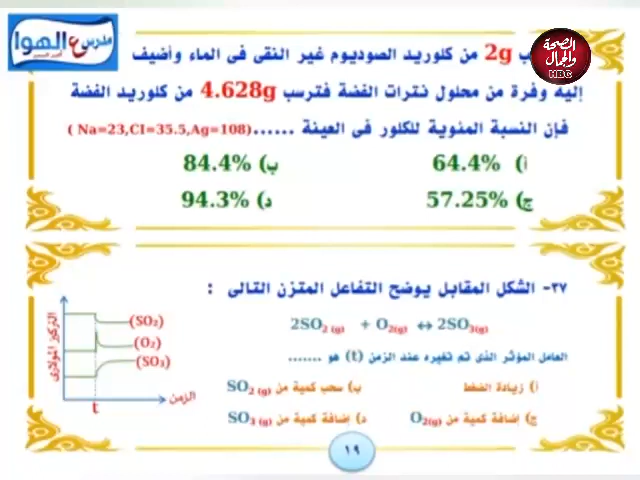 مدرس ع الهوا
الصحة والجمال
HBC
2g من كلوريد الصوديوم غير النقى فى الماء وأضيف
إليه وفرة من محلول نترات الفضة فترسب 4.628g من كلوريد الفضة
فإن النسبة المئوية للكلور فى العينة ...... (Na=23,Cl=35.5,Ag=108)
أ) 64.4% ب) 84.4%
ج) 57.25% د) 94.3%
٣٧- الشكل المقابل يوضح التفاعل المتزن التالى :
2SO₂ (g) + O₂(g) ↔ 2SO₃(g)
العامل المؤثر الذى تم تغيره عند الزمن (t) هو .......
أ) زيادة الضغط ب) سحب كمية من SO₂ (g)
ج) إضافة كمية من O₂(g) د) إضافة كمية من SO₃ (g)
التركيز المولارى
(SO₂)
(O₂)
(SO₃)
الزمن
t
١٩